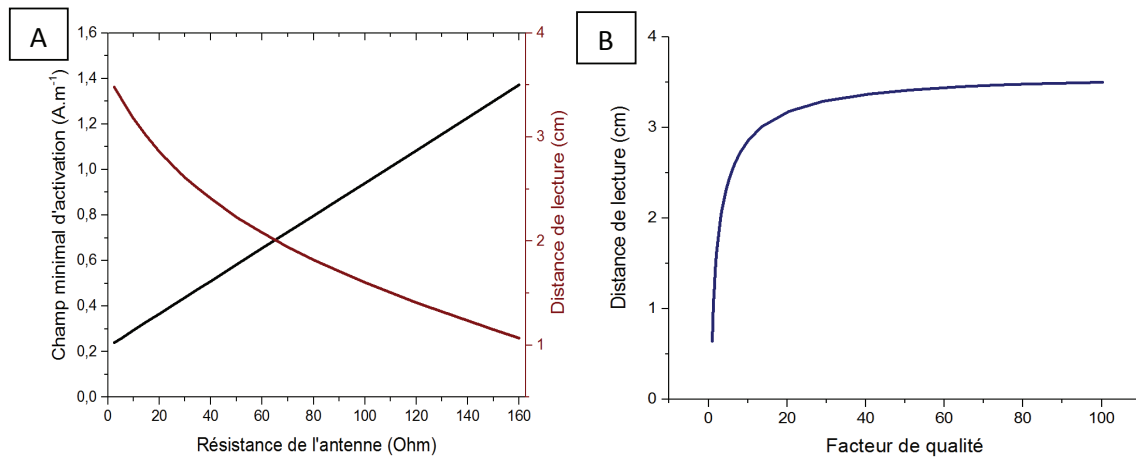 A
Champ minimal d'activation (A.m⁻¹)
1,6
1,4
1,2
1,0
0,8
0,6
0,4
0,2
0,0
0 20 40 60 80 100 120 140 160
Résistance de l'antenne (Ohm)
4
3
2
1
Distance de lecture (cm)
B
Distance de lecture (cm)
4
3
2
1
0
0 20 40 60 80 100
Facteur de qualité